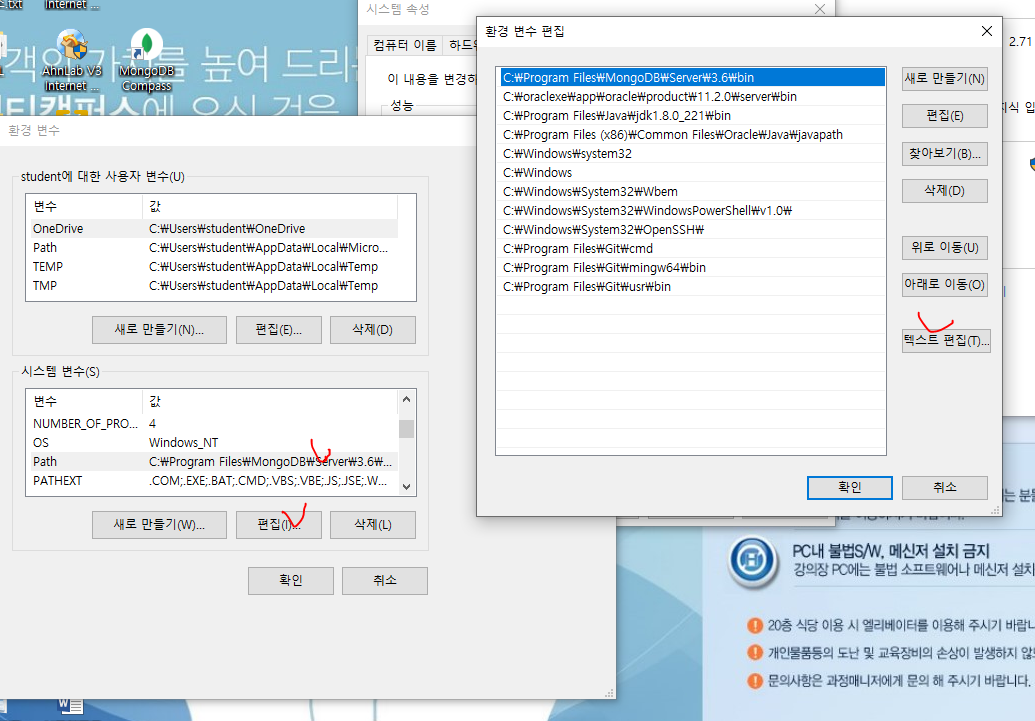 .txt
Internet ...
객의 가치를 높여 드리는
AhnLab V3
Internet ...
MongoDB
Compass
시스템 속성
컴퓨터 이름
이 내용을 변경하
성능
2.71
환경 변수
student에 대한 사용자 변수(U)
변수 값
OneDrive C:₩Users₩student₩OneDrive
Path C:₩Users₩student₩AppData₩Local₩Micro...
TEMP C:₩Users₩student₩AppData₩Local₩Temp
TMP C:₩Users₩student₩AppData₩Local₩Temp
새로 만들기(N)... 편집(E)... 삭제(D)
시스템 변수(S)
변수 값
NUMBER_OF_PRO... 4
OS Windows_NT
Path C:₩Program Files₩MongoDB₩Server₩3.6₩...
PATHEXT .COM;.EXE;.BAT;.CMD;.VBS;.VBE;.JS;.JSE;.W...
새로 만들기(W)... 편집(I)... 삭제(L)
확인 취소
환경 변수 편집
C:₩Program Files₩MongoDB₩Server₩3.6₩bin
C:₩oraclexe₩app₩oracle₩product₩11.2.0₩server₩bin
C:₩Program Files₩Java₩jdk1.8.0_221₩bin
C:₩Program Files (x86)₩Common Files₩Oracle₩Java₩javapath
C:₩Windows₩system32
C:₩Windows
C:₩Windows₩System32₩Wbem
C:₩Windows₩System32₩WindowsPowerShell₩v1.0₩
C:₩Windows₩System32₩OpenSSH₩
C:₩Program Files₩Git₩cmd
C:₩Program Files₩Git₩mingw64₩bin
C:₩Program Files₩Git₩usr₩bin
새로 만들기(N)
편집(E)
찾아보기(B)...
삭제(D)
위로 이동(U)
아래로 이동(O)
텍스트 편집(T)...
확인 취소
PC내 불법S/W, 메신저 설치 금지
강의장 PC에는 불법 소프트웨어나 메신저 설치
20층 식당 이용 시 엘리베이터를 이용해 주시기 바랍니
개인물품등의 도난 및 교육장비의 손상이 발생하지 않
문의사항은 과정매니저에게 문의 해 주시기 바랍니다.